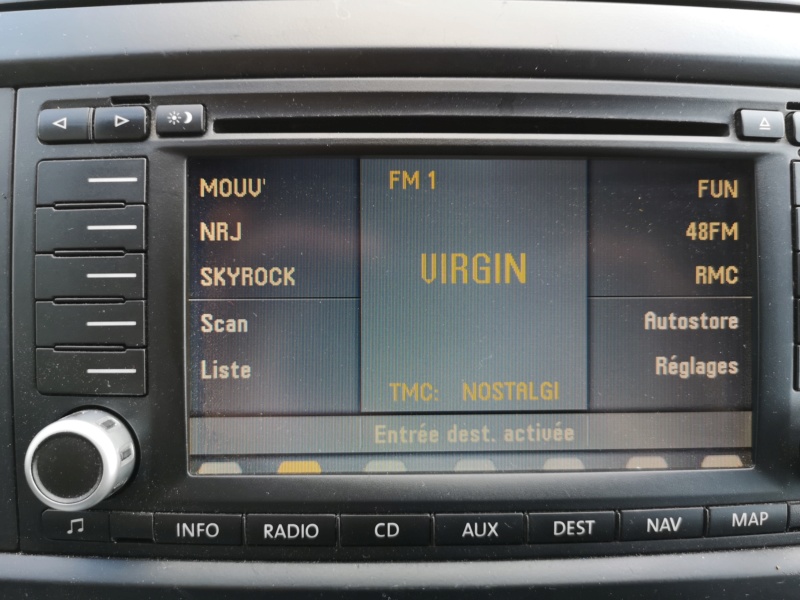 MOUV'
FM 1
FUN
NRJ
48FM
VIRGIN
SKYROCK
RMC
Scan
Autostore
Liste
Réglages
TMC: NOSTALGI
Entrée dest. activée
INFO RADIO CD AUX DEST NAV MAP